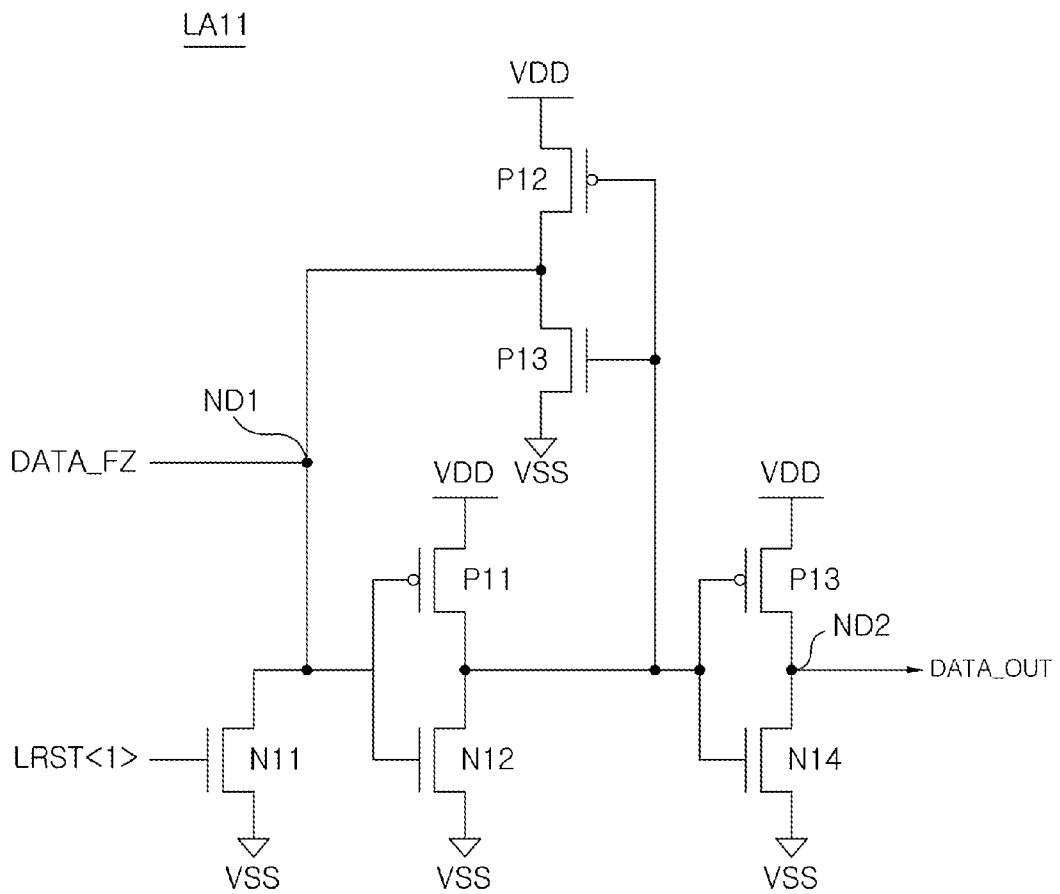 LA11
VDD
P12
P13
ND1
DATA_FZ
VSS
VDD
VDD
P11
P13
ND2
DATA_OUT
LRST<1>
N11
N12
N14
VSS
VSS
VSS